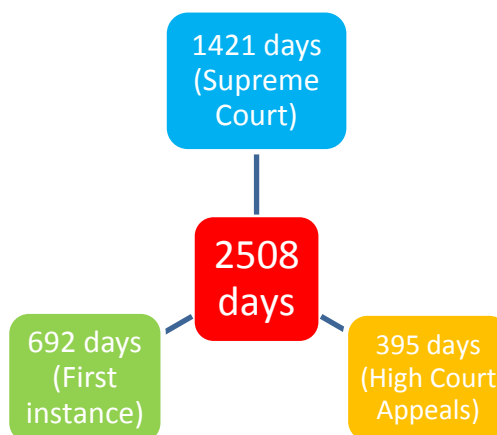 1421 days
(Supreme
Court)
2508
days
692 days
(First
instance)
395 days
(High Court
Appeals)